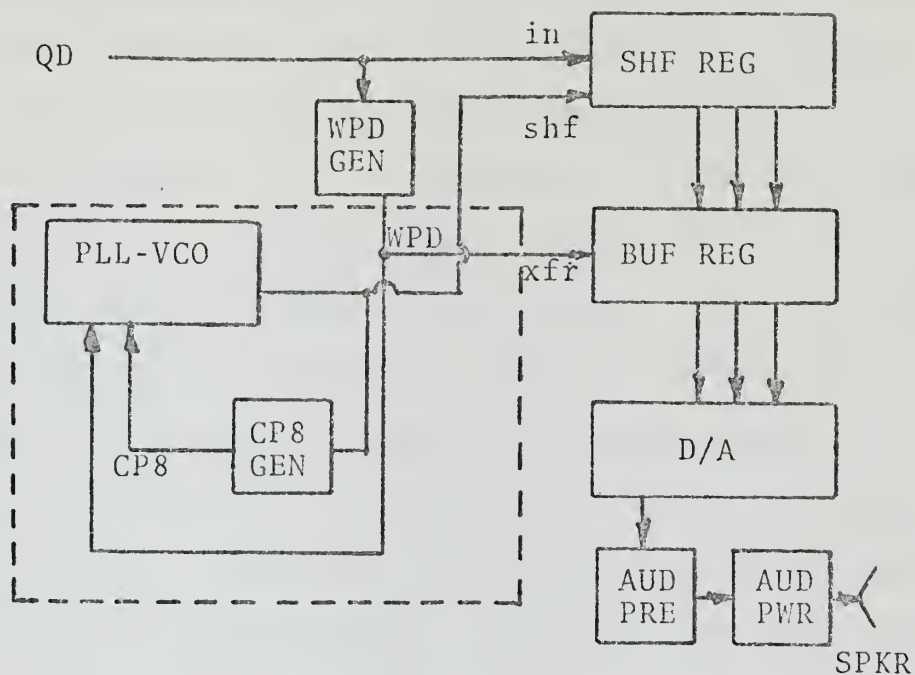 QD
in
SHF REG
WPD
GEN
shf
PLL-VCO
WPD
xfr
BUF REG
CP8
GEN
CP8
D/A
AUD
PRE
AUD
PWR
SPKR